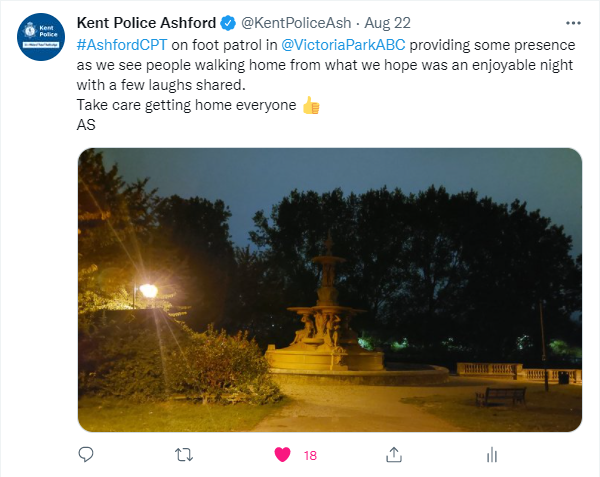 Kent Police Ashford @KentPoliceAsh · Aug 22
#AshfordCPT on foot patrol in @VictoriaParkABC providing some presence
as we see people walking home from what we hope was an enjoyable night
with a few laughs shared.
Take care getting home everyone 👍
AS
18